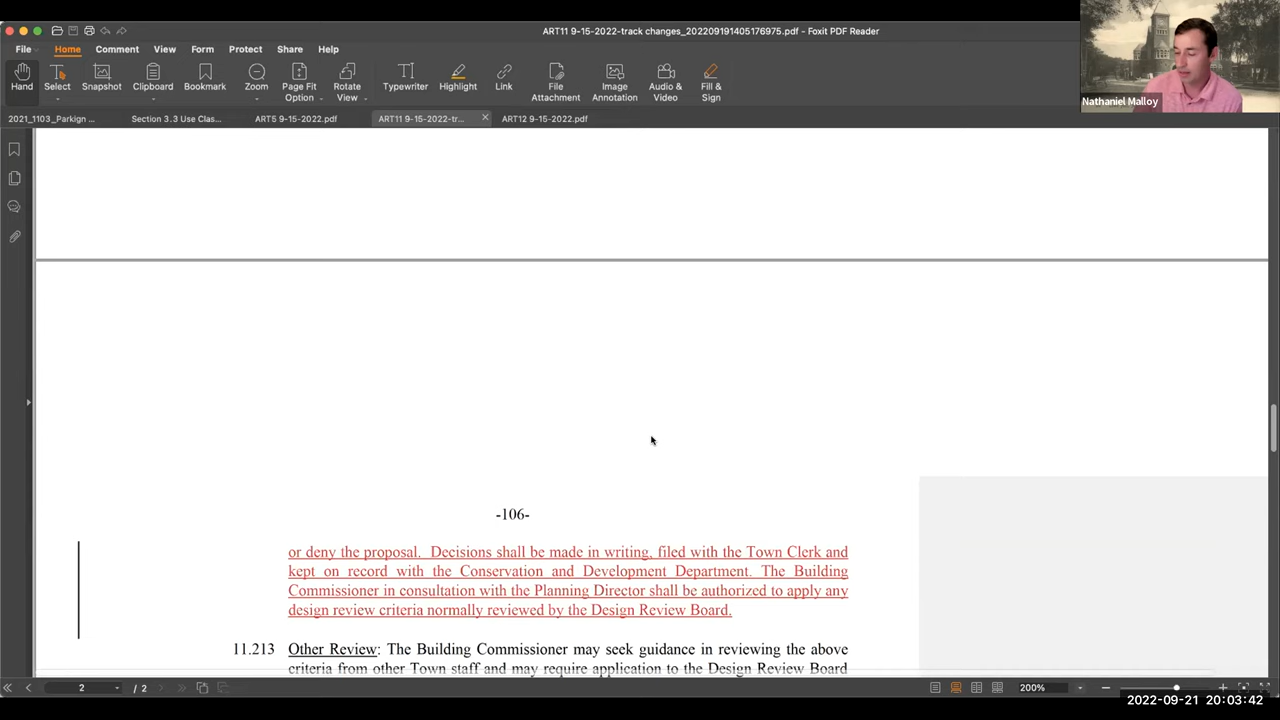 ART11 9-15-2022-track changes_202209191405176975.pdf - Foxit PDF Reader
File Home Comment View Form Protect Share Help
Hand Select Snapshot Clipboard Bookmark Zoom Page Fit Option Rotate View Typewriter Highlight Link File Attachment Image Annotation Audio & Video Fill & Sign
Nathaniel Malloy
2021_1103_Parkign ... Section 3.3 Use Clas... ART5 9-15-2022.pdf ART11 9-15-2022-tr... ART12 9-15-2022.pdf
-106-
or deny the proposal. Decisions shall be made in writing, filed with the Town Clerk and
kept on record with the Conservation and Development Department. The Building
Commissioner in consultation with the Planning Director shall be authorized to apply any
design review criteria normally reviewed by the Design Review Board.
11.213 Other Review: The Building Commissioner may seek guidance in reviewing the above
criteria from other Town staff and may require application to the Design Review Board
2 / 2 200%
2022-09-21 20:03:42